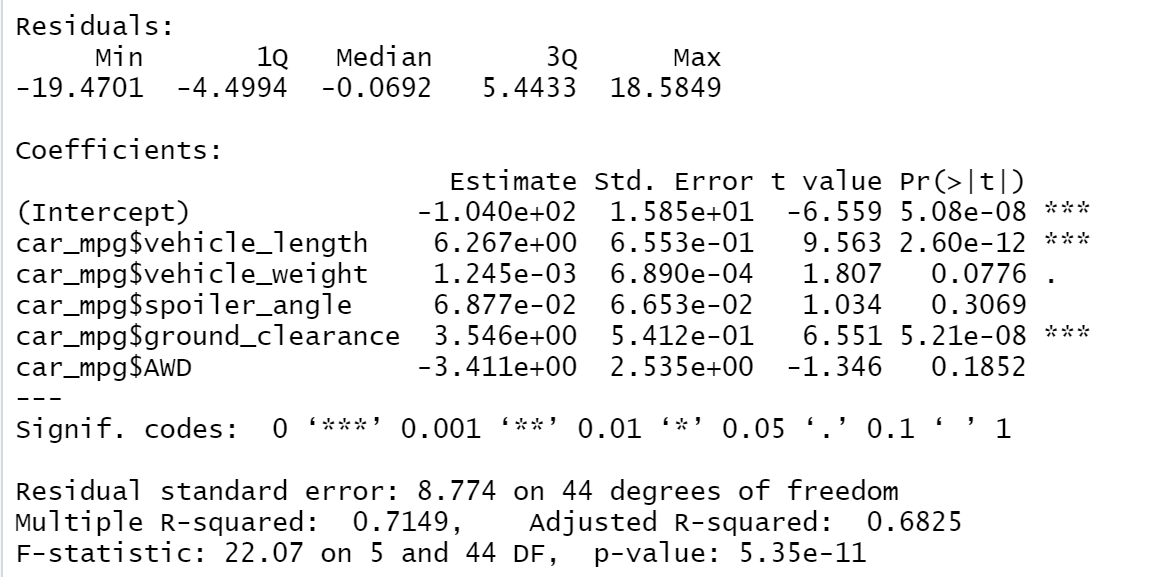 Residuals:
     Min       1Q   Median       3Q      Max
-19.4701  -4.4994  -0.0692   5.4433  18.5849

Coefficients:
                           Estimate Std. Error t value Pr(>|t|)
(Intercept)              -1.040e+02  1.585e+01  -6.559 5.08e-08 ***
car_mpg$vehicle_length    6.267e+00  6.553e-01   9.563 2.60e-12 ***
car_mpg$vehicle_weight    1.245e-03  6.890e-04   1.807   0.0776 .
car_mpg$spoiler_angle     6.877e-02  6.653e-02   1.034   0.3069
car_mpg$ground_clearance  3.546e+00  5.412e-01   6.551 5.21e-08 ***
car_mpg$AWD              -3.411e+00  2.535e+00  -1.346   0.1852
---
Signif. codes:  0 ‘***’ 0.001 ‘**’ 0.01 ‘*’ 0.05 ‘.’ 0.1 ‘ ’ 1

Residual standard error: 8.774 on 44 degrees of freedom
Multiple R-squared:  0.7149,	Adjusted R-squared:  0.6825
F-statistic: 22.07 on 5 and 44 DF,  p-value: 5.35e-11